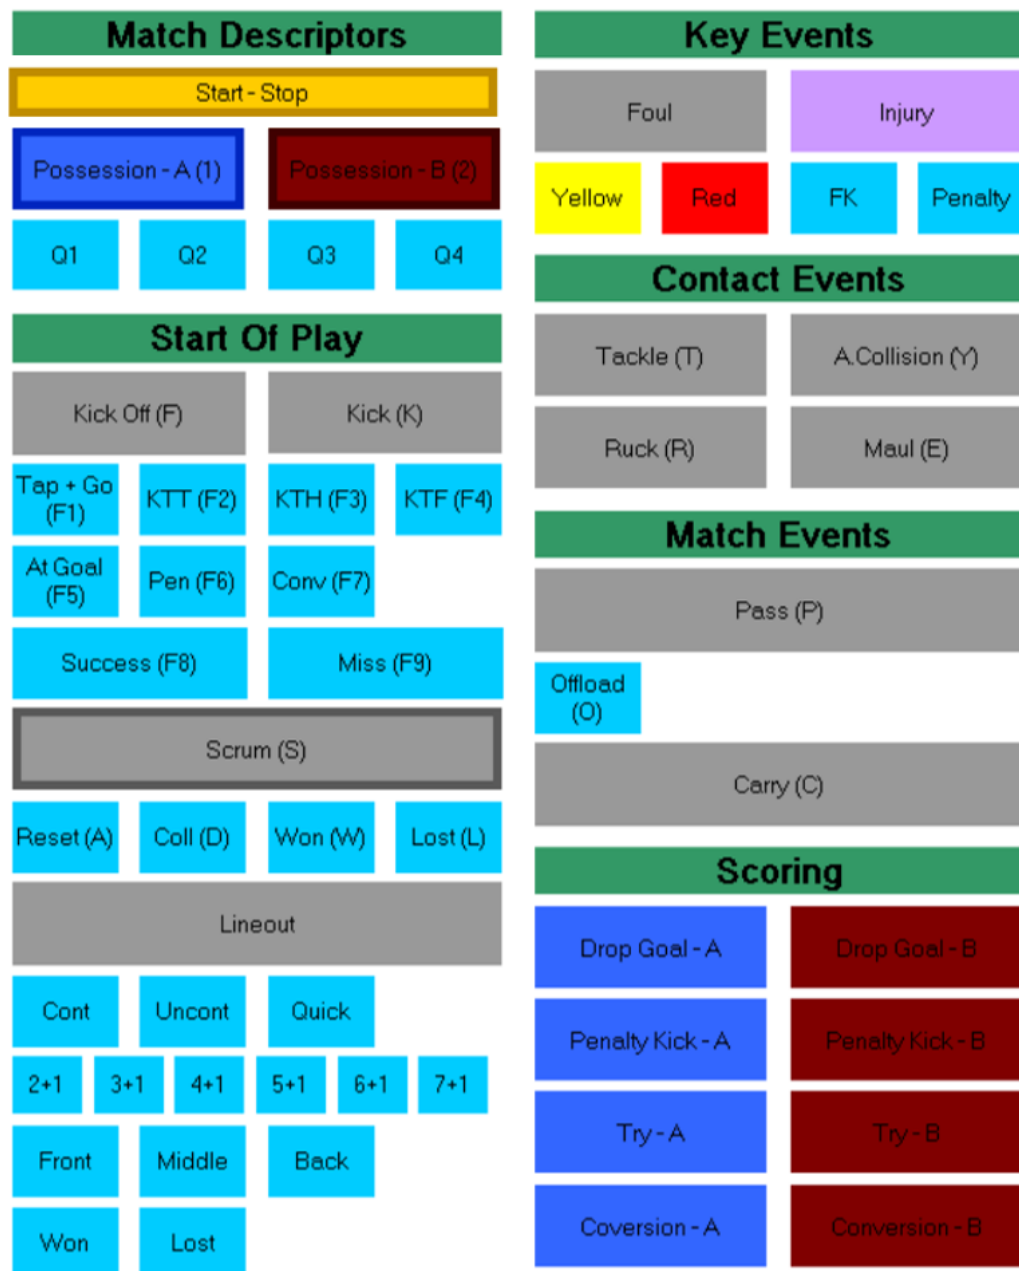 Match Descriptors
Start - Stop
Possession - A (1)
Possession - B (2)
Q1
Q2
Q3
Q4
Start Of Play
Kick Off (F)
Kick (K)
Tap + Go
(F1)
KTT (F2)
KTH (F3)
KTF (F4)
At Goal
(F5)
Pen (F6)
Conv (F7)
Success (F8)
Miss (F9)
Scrum (S)
Reset (A)
Coll (D)
Won (W)
Lost (L)
Lineout
Cont
Uncont
Quick
2+1
3+1
4+1
5+1
6+1
7+1
Front
Middle
Back
Won
Lost
Key Events
Foul
Injury
Yellow
Red
FK
Penalty
Contact Events
Tackle (T)
A.Collision (Y)
Ruck (R)
Maul (E)
Match Events
Pass (P)
Offload
(O)
Carry (C)
Scoring
Drop Goal - A
Drop Goal - B
Penalty Kick - A
Penalty Kick - B
Try - A
Try - B
Coversion - A
Conversion - B